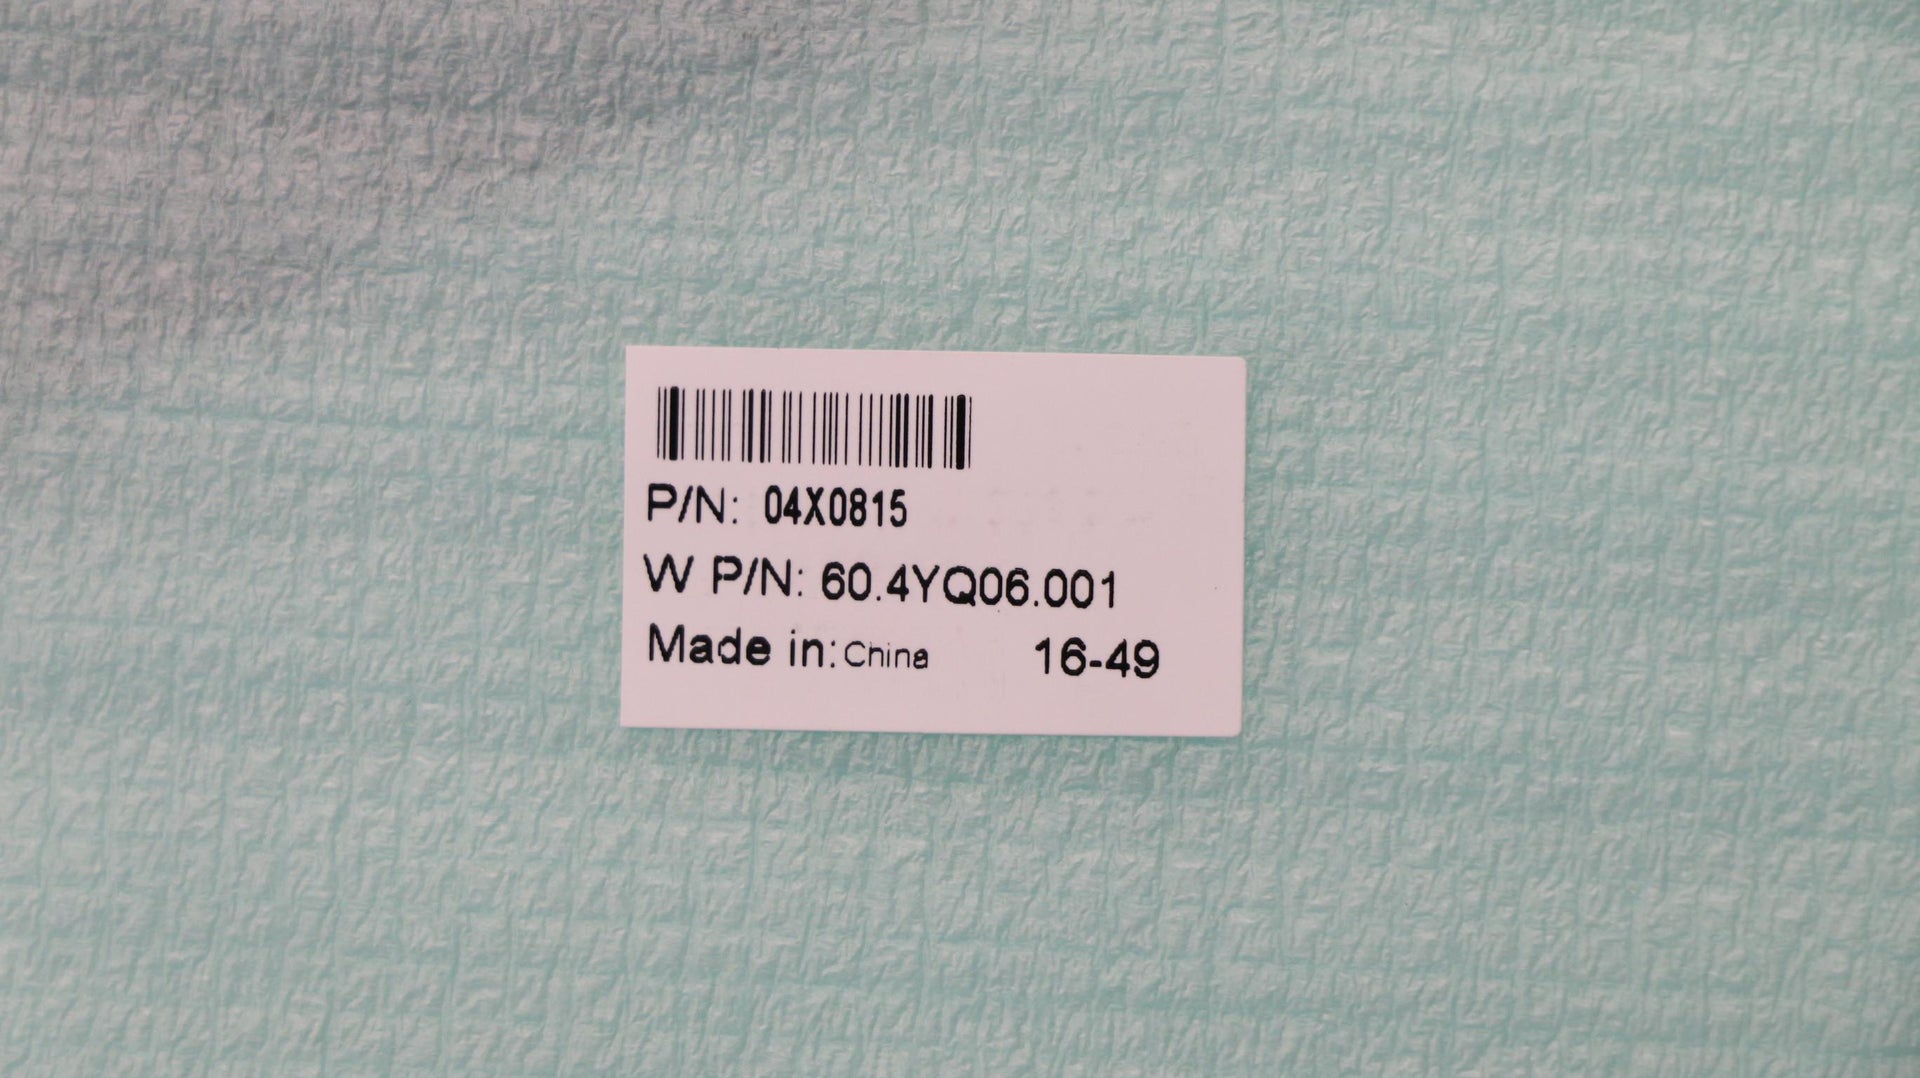 P/N: 04X0815
W P/N: 60.4YQ06.001
Made in: China 16-49